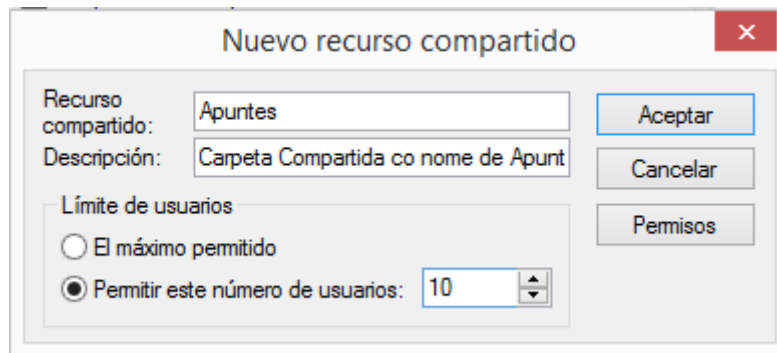 Nuevo recurso compartido
Recurso
compartido:
Apuntes
Aceptar
Descripción:
Carpeta Compartida co nome de Apunt
Cancelar
Límite de usuarios
Permisos
El máximo permitido
Permitir este número de usuarios:
10